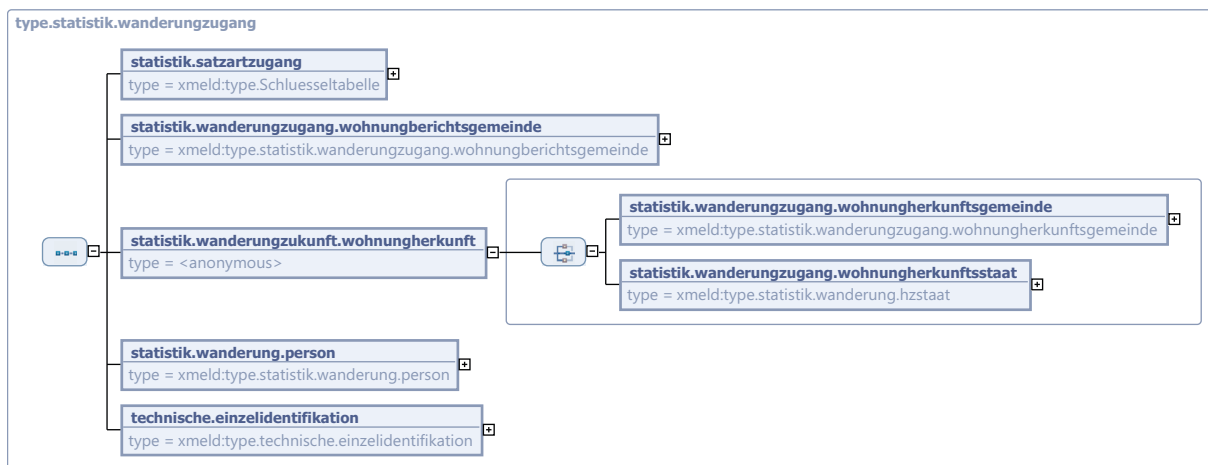 type.statistik.wanderungzugang
statistik.satzartzugang
type = xmeld:type.Schluesseltabelle
statistik.wanderungzugang.wohnungberichtsgemeinde
type = xmeld:type.statistik.wanderungzugang.wohnungberichtsgemeinde
statistik.wanderungzukunft.wohnungherkunft
type = <anonymous>
statistik.wanderungzugang.wohnungherkunftsgemeinde
type = xmeld:type.statistik.wanderungzugang.wohnungherkunftsgemeinde
statistik.wanderungzugang.wohnungherkunftsstaat
type = xmeld:type.statistik.wanderung.hzstaat
statistik.wanderung.person
type = xmeld:type.statistik.wanderung.person
technische.einzelidentifikation
type = xmeld:type.technische.einzelidentifikation